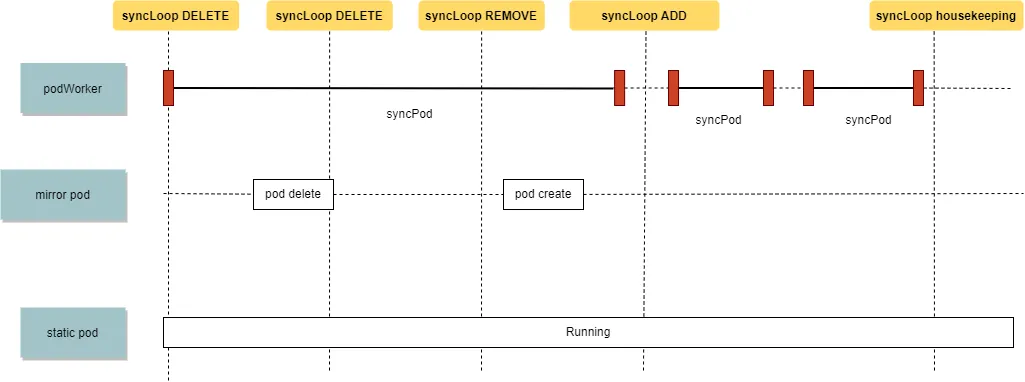 syncLoop DELETE
syncLoop DELETE
syncLoop REMOVE
syncLoop ADD
syncLoop housekeeping
podWorker
syncPod
syncPod
syncPod
mirror pod
pod delete
pod create
static pod
Running